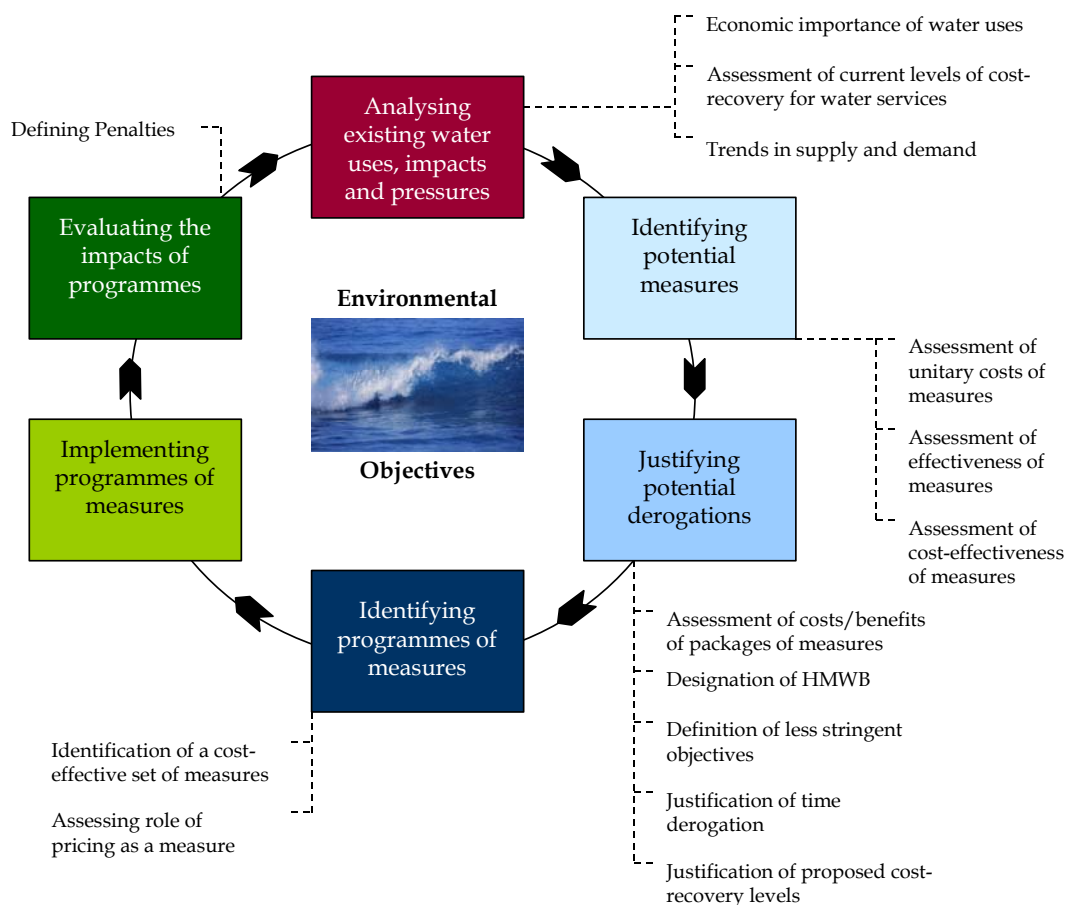 Economic importance of water uses
Assessment of current levels of cost-
recovery for water services
Trends in supply and demand
Analysing
existing water
uses, impacts
and pressures
Defining Penalties
Evaluating the
impacts of
programmes
Identifying
potential
measures
Environmental
Objectives
Assessment of
unitary costs of
measures
Assessment of
effectiveness of
measures
Assessment of
cost-effectiveness
of measures
Implementing
programmes of
measures
Justifying
potential
derogations
Identifying
programmes of
measures
Assessment of costs/benefits
of packages of measures
Designation of HMWB
Definition of less stringent
objectives
Justification of time
derogation
Justification of proposed cost-
recovery levels
Identification of a cost-
effective set of measures
Assessing role of
pricing as a measure